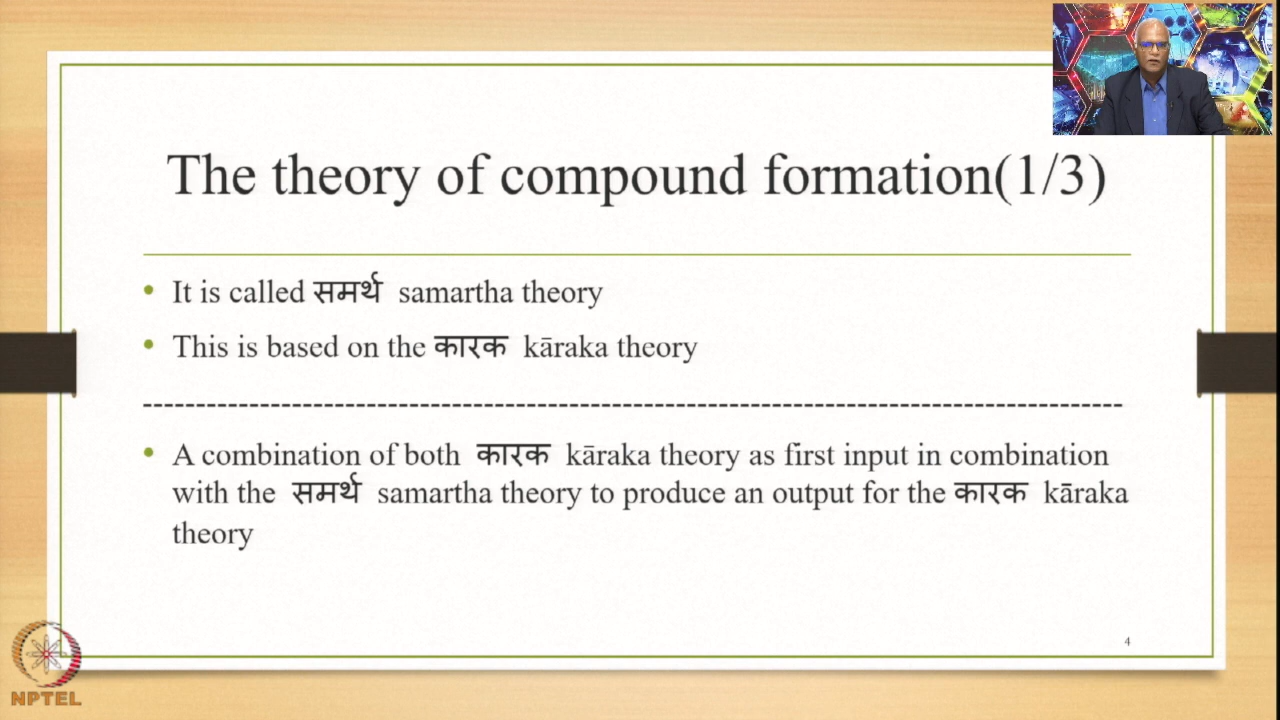 The theory of compound formation(1/3)
• It is called समर्थ samartha theory
• This is based on the कारक kāraka theory
---------------------------------------------------------------------------------------------
• A combination of both कारक kāraka theory as first input in combination
with the समर्थ samartha theory to produce an output for the कारक kāraka
theory
4
NPTEL